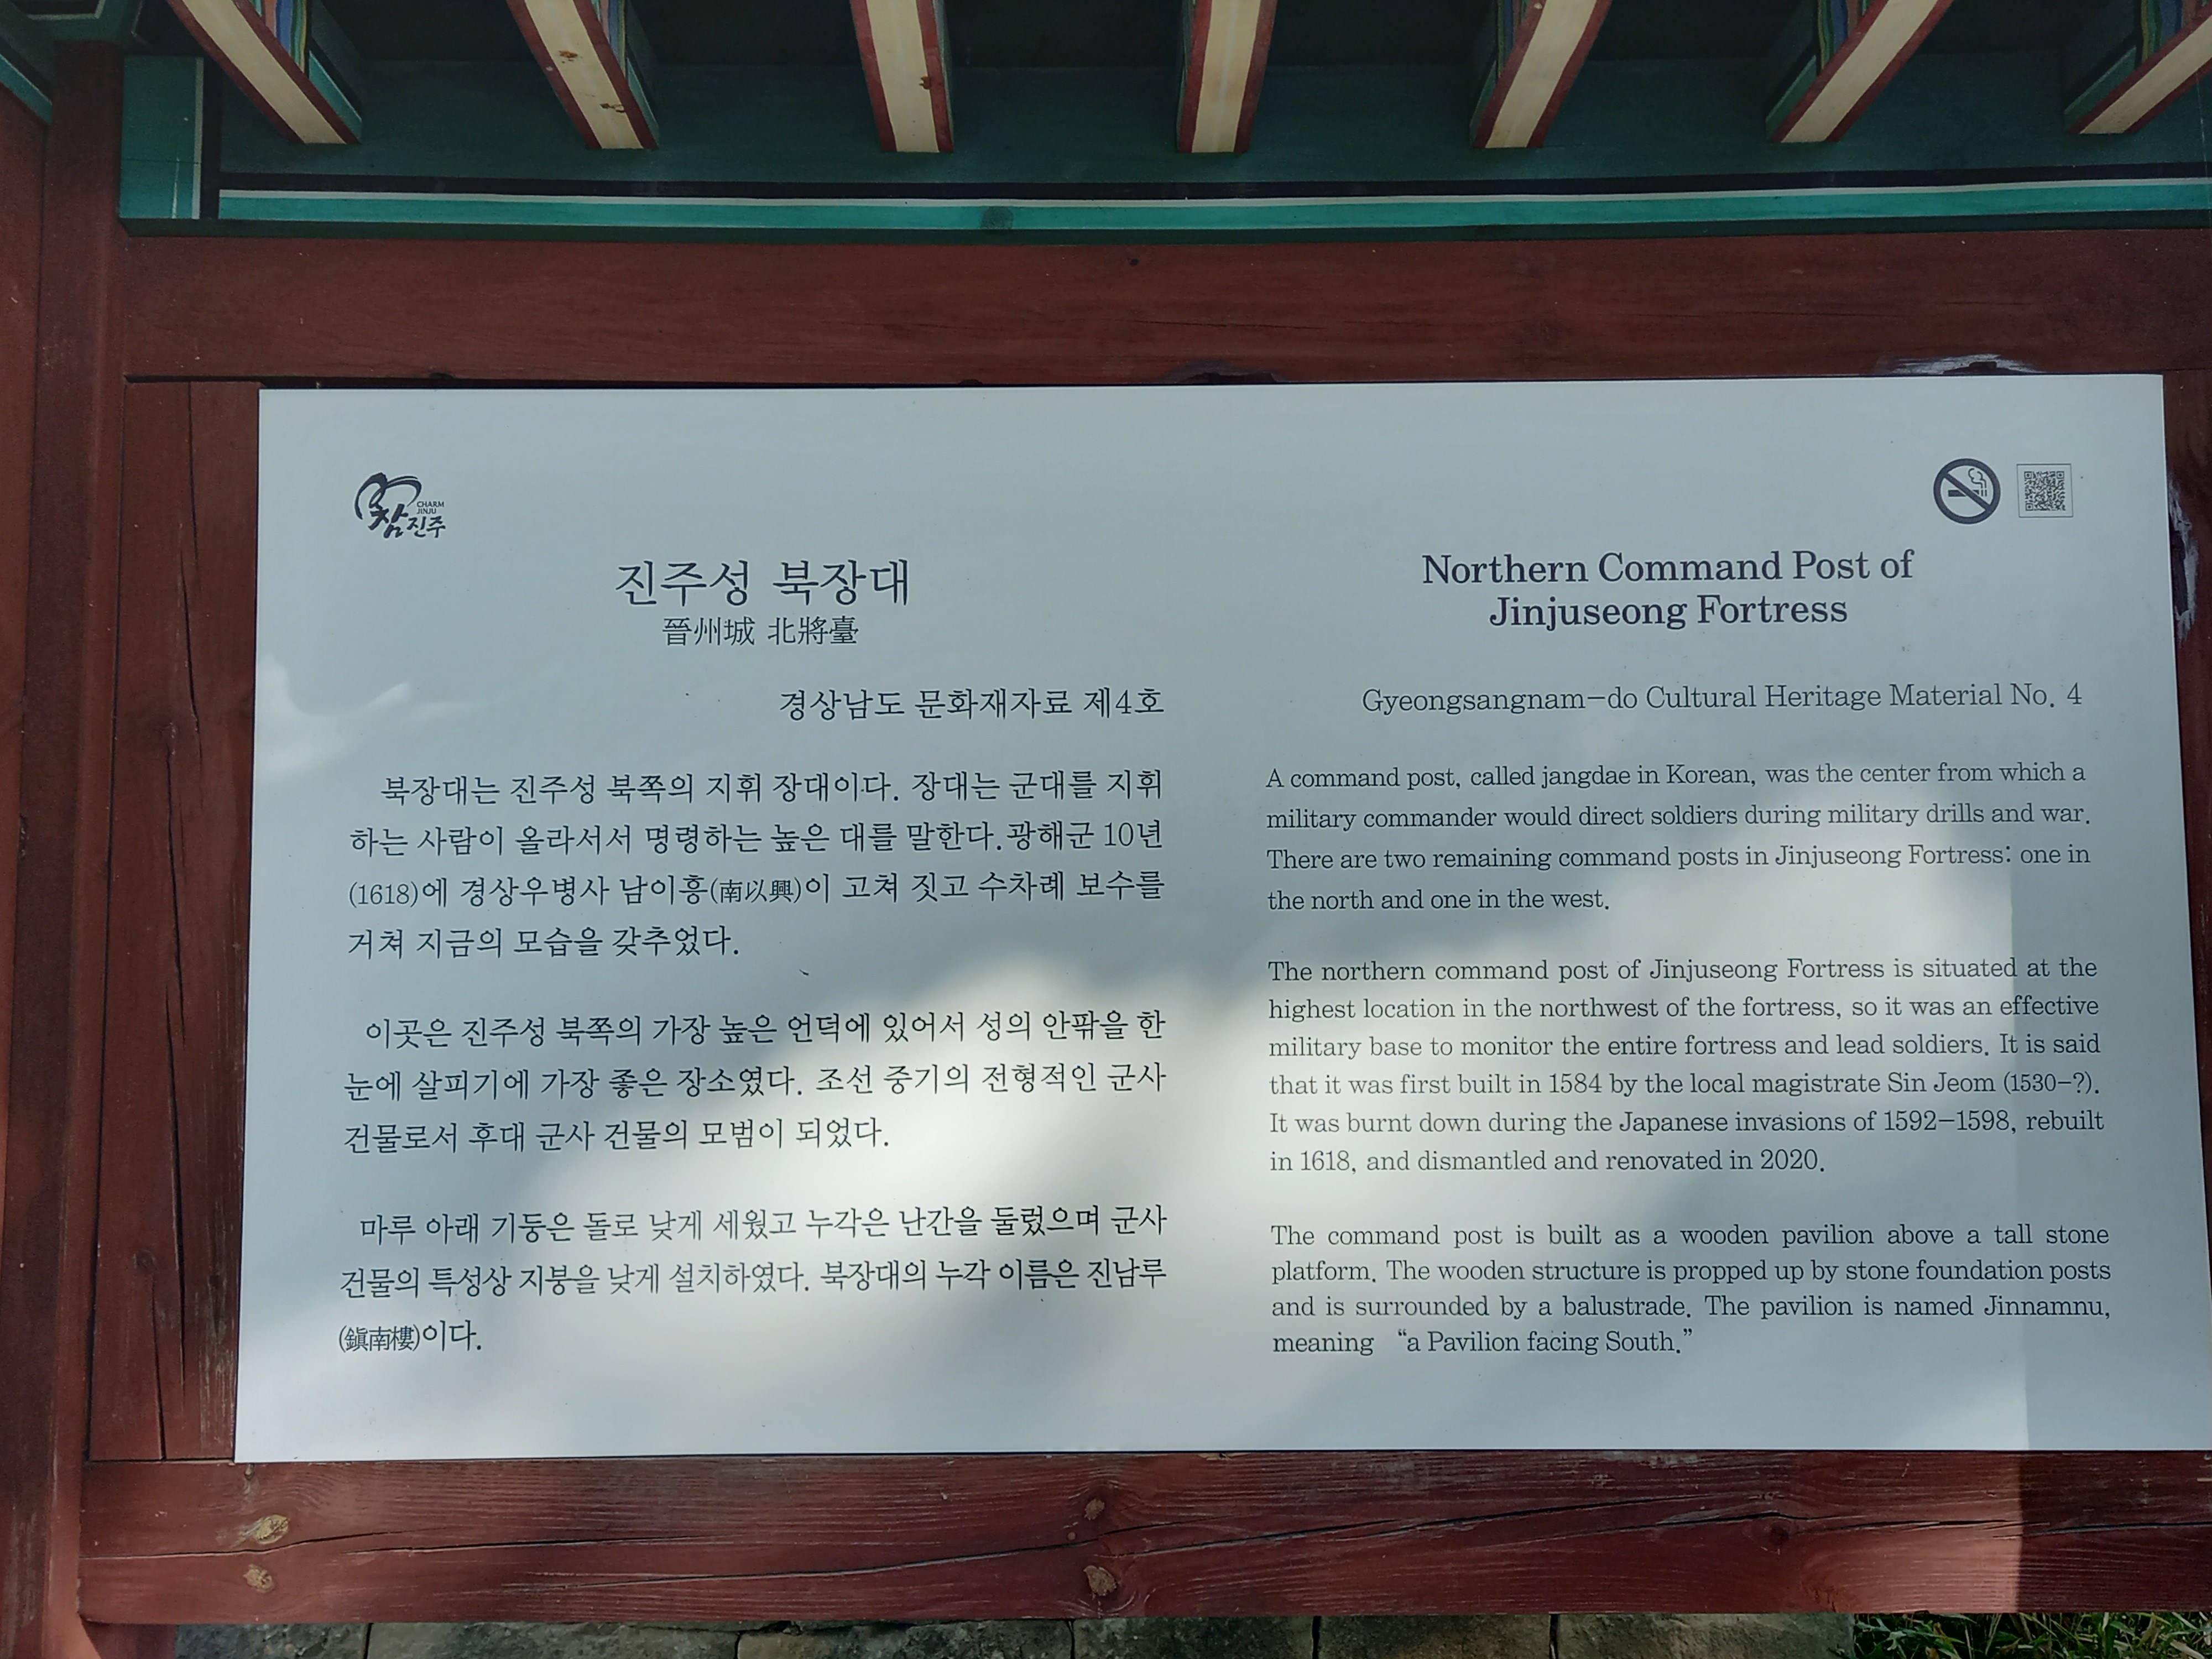 CHARM
JINJU
참진주
진주성 북장대
晉州城 北將臺
경상남도 문화재자료 제4호
북장대는 진주성 북쪽의 지휘 장대이다. 장대는 군대를 지휘
하는 사람이 올라서서 명령하는 높은 대를 말한다.광해군 10년
(1618)에 경상우병사 남이흥(南以興)이 고쳐 짓고 수차례 보수를
거쳐 지금의 모습을 갖추었다.
이곳은 진주성 북쪽의 가장 높은 언덕에 있어서 성의 안팎을 한
눈에 살피기에 가장 좋은 장소였다. 조선 중기의 전형적인 군사
건물로서 후대 군사 건물의 모범이 되었다.
마루 아래 기둥은 돌로 낮게 세웠고 누각은 난간을 둘렀으며 군사
건물의 특성상 지붕을 낮게 설치하였다. 북장대의 누각 이름은 진남루
(鎭南樓)이다.
Northern Command Post of
Jinjuseong Fortress
Gyeongsangnam-do Cultural Heritage Material No. 4
A command post, called jangdae in Korean, was the center from which a
military commander would direct soldiers during military drills and war.
There are two remaining command posts in Jinjuseong Fortress: one in
the north and one in the west.
The northern command post of Jinjuseong Fortress is situated at the
highest location in the northwest of the fortress, so it was an effective
military base to monitor the entire fortress and lead soldiers. It is said
that it was first built in 1584 by the local magistrate Sin Jeom (1530-?).
It was burnt down during the Japanese invasions of 1592-1598, rebuilt
in 1618, and dismantled and renovated in 2020.
The command post is built as a wooden pavilion above a tall stone
platform. The wooden structure is propped up by stone foundation posts
and is surrounded by a balustrade. The pavilion is named Jinnamnu,
meaning “a Pavilion facing South.”